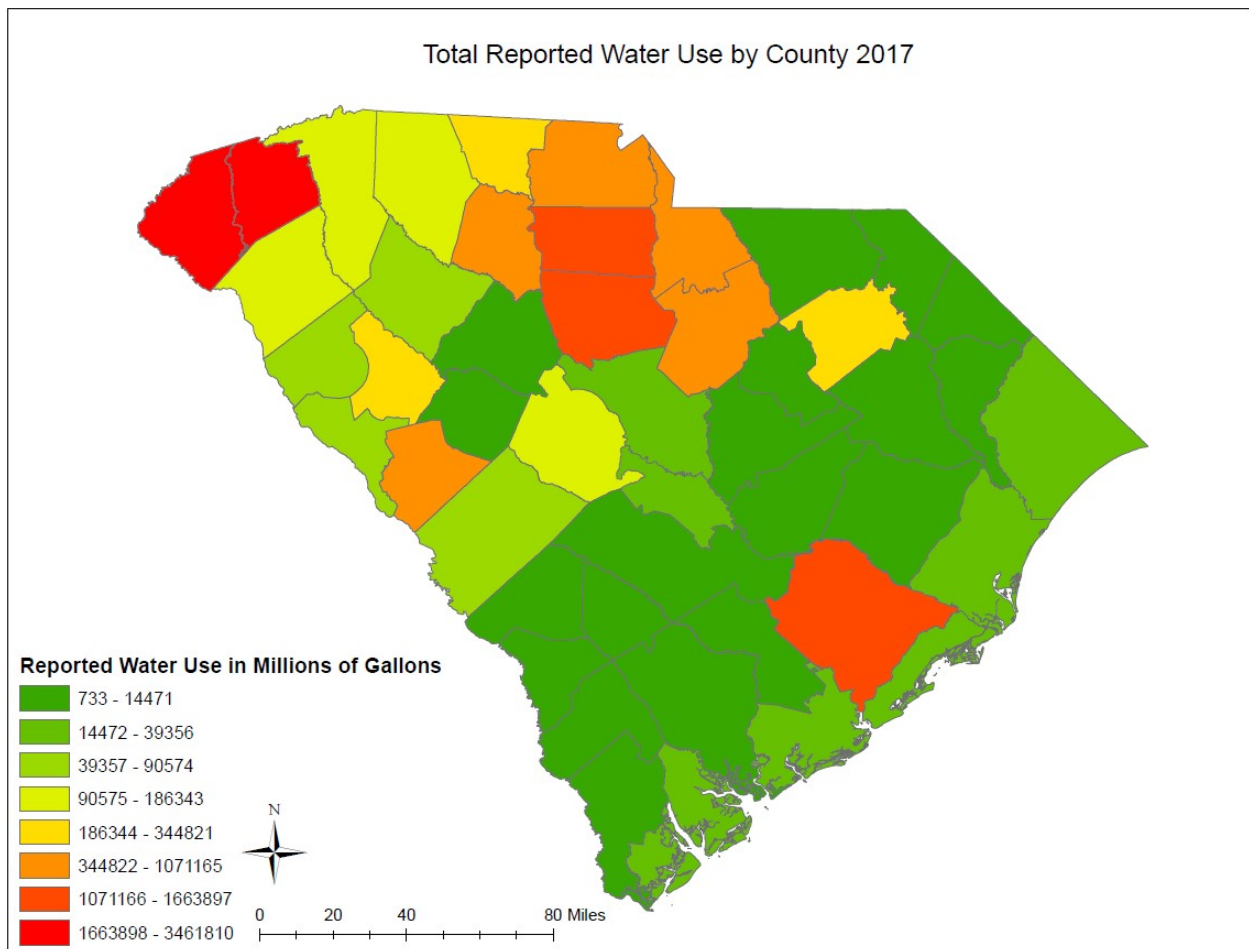 Total Reported Water Use by County 2017
Reported Water Use in Millions of Gallons
733 - 14471
14472 - 39356
39357 - 90574
90575 - 186343
186344 - 344821
344822 - 1071165
1071166 - 1663897
1663898 - 3461810
N
0 20 40 80 Miles